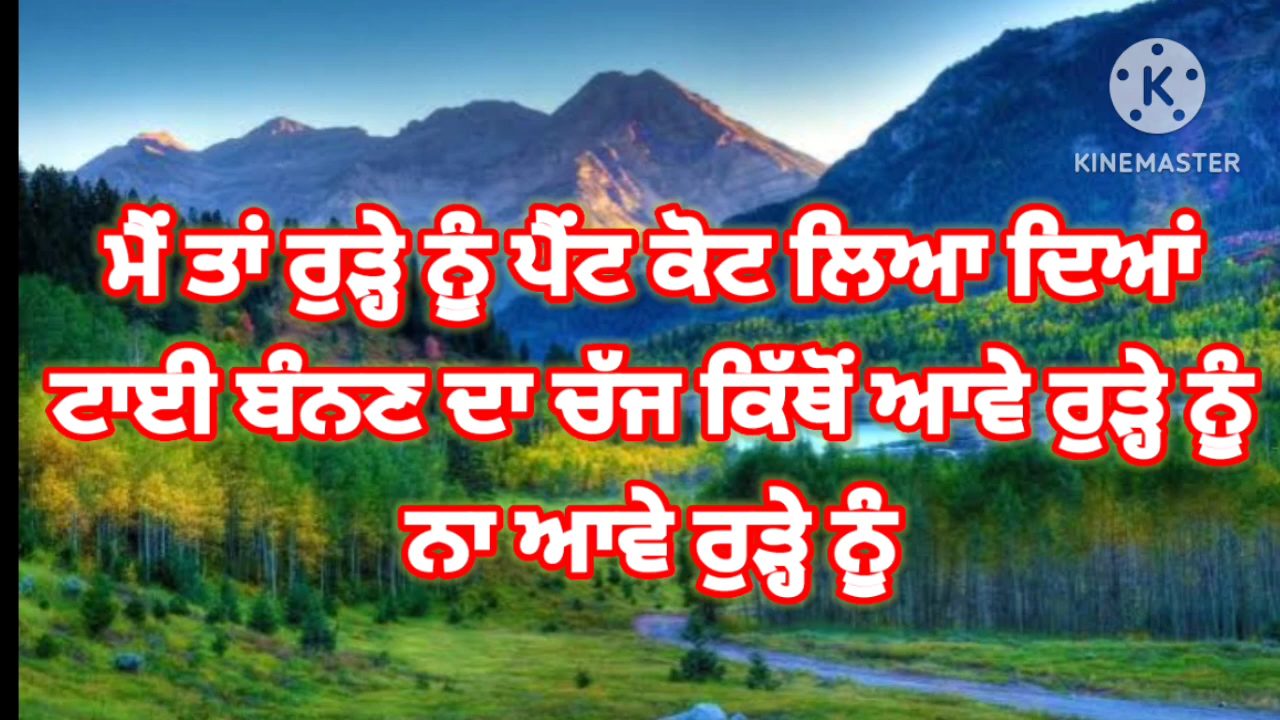 KINEMASTER
ਮੈਂ ਤਾਂ ਰੁੜ੍ਹੇ ਨੂੰ ਪੈਂਟ ਕੋਟ ਲਿਆ ਦਿਆਂ
ਟਾਈ ਬੰਨਣ ਦਾ ਚੱਜ ਕਿੱਥੋਂ ਆਵੇ ਰੁੜ੍ਹੇ ਨੂੰ
ਨਾ ਆਵੇ ਰੁੜ੍ਹੇ ਨੂੰ